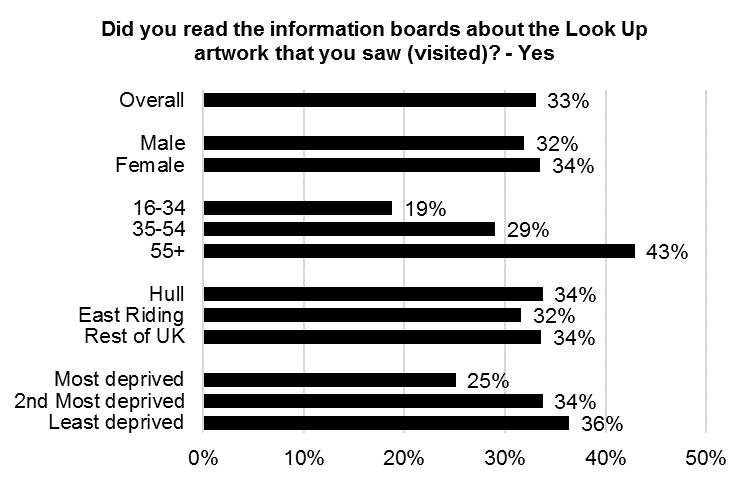 Did you read the information boards about the Look Up
artwork that you saw (visited)? - Yes
Overall 33%
Male 32%
Female 34%
16-34 19%
35-54 29%
55+ 43%
Hull 34%
East Riding 32%
Rest of UK 34%
Most deprived 25%
2nd Most deprived 34%
Least deprived 36%
0% 10% 20% 30% 40% 50%